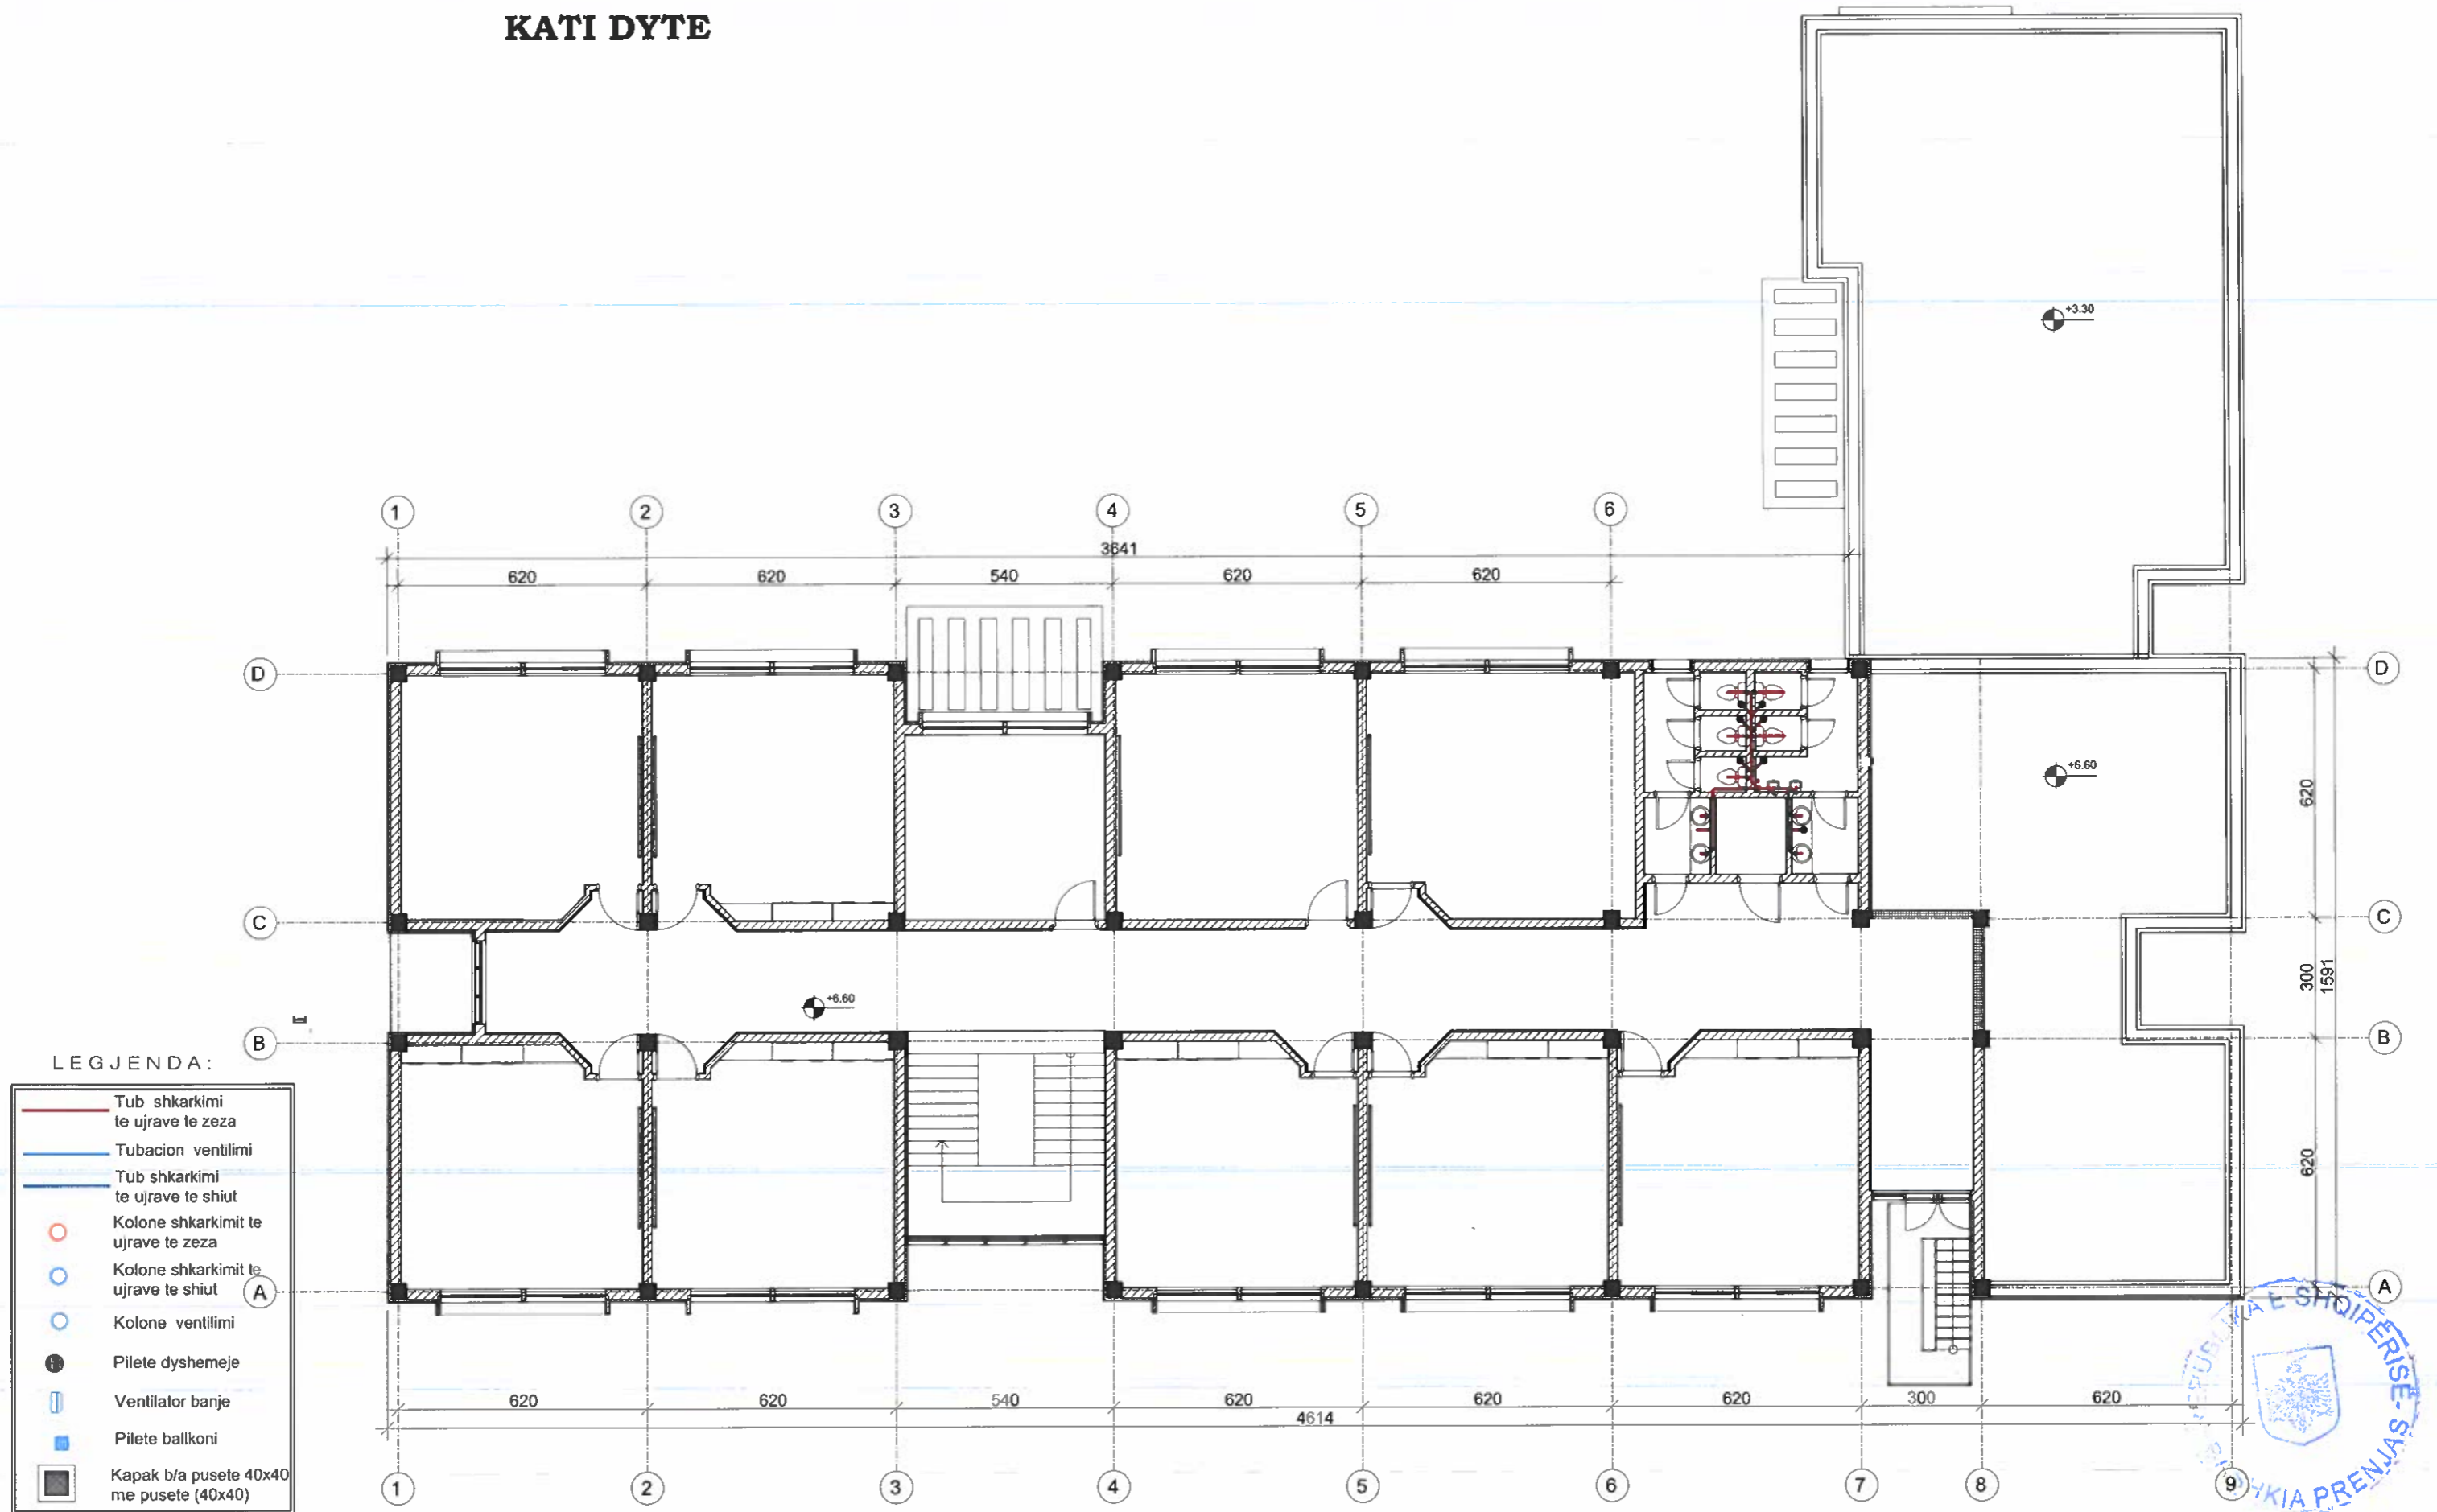 KATI DYTE
+3.30
1 2 3 4 5 6
3641
620 620 540 620 620
D D
+6.60
620
C C
300
1591
+6.60
B B
620
A A
LEGJENDA:
Tub shkarkimi
te ujrave te zeza
Tubacion ventilimi
Tub shkarkimi
te ujrave te shiut
Kolone shkarkimit te
ujrave te zeza
Kolone shkarkimit te
ujrave te shiut
Kolone ventilimi
Pilete dyshemeje
Ventilator banje
Pilete ballkoni
Kapak b/a pusete 40x40
me pusete (40x40)
620 620 540 620 620 620 300 620
4614
1 2 3 4 5 6 7 8 9
E SHQIPËRISË
PRENJAS